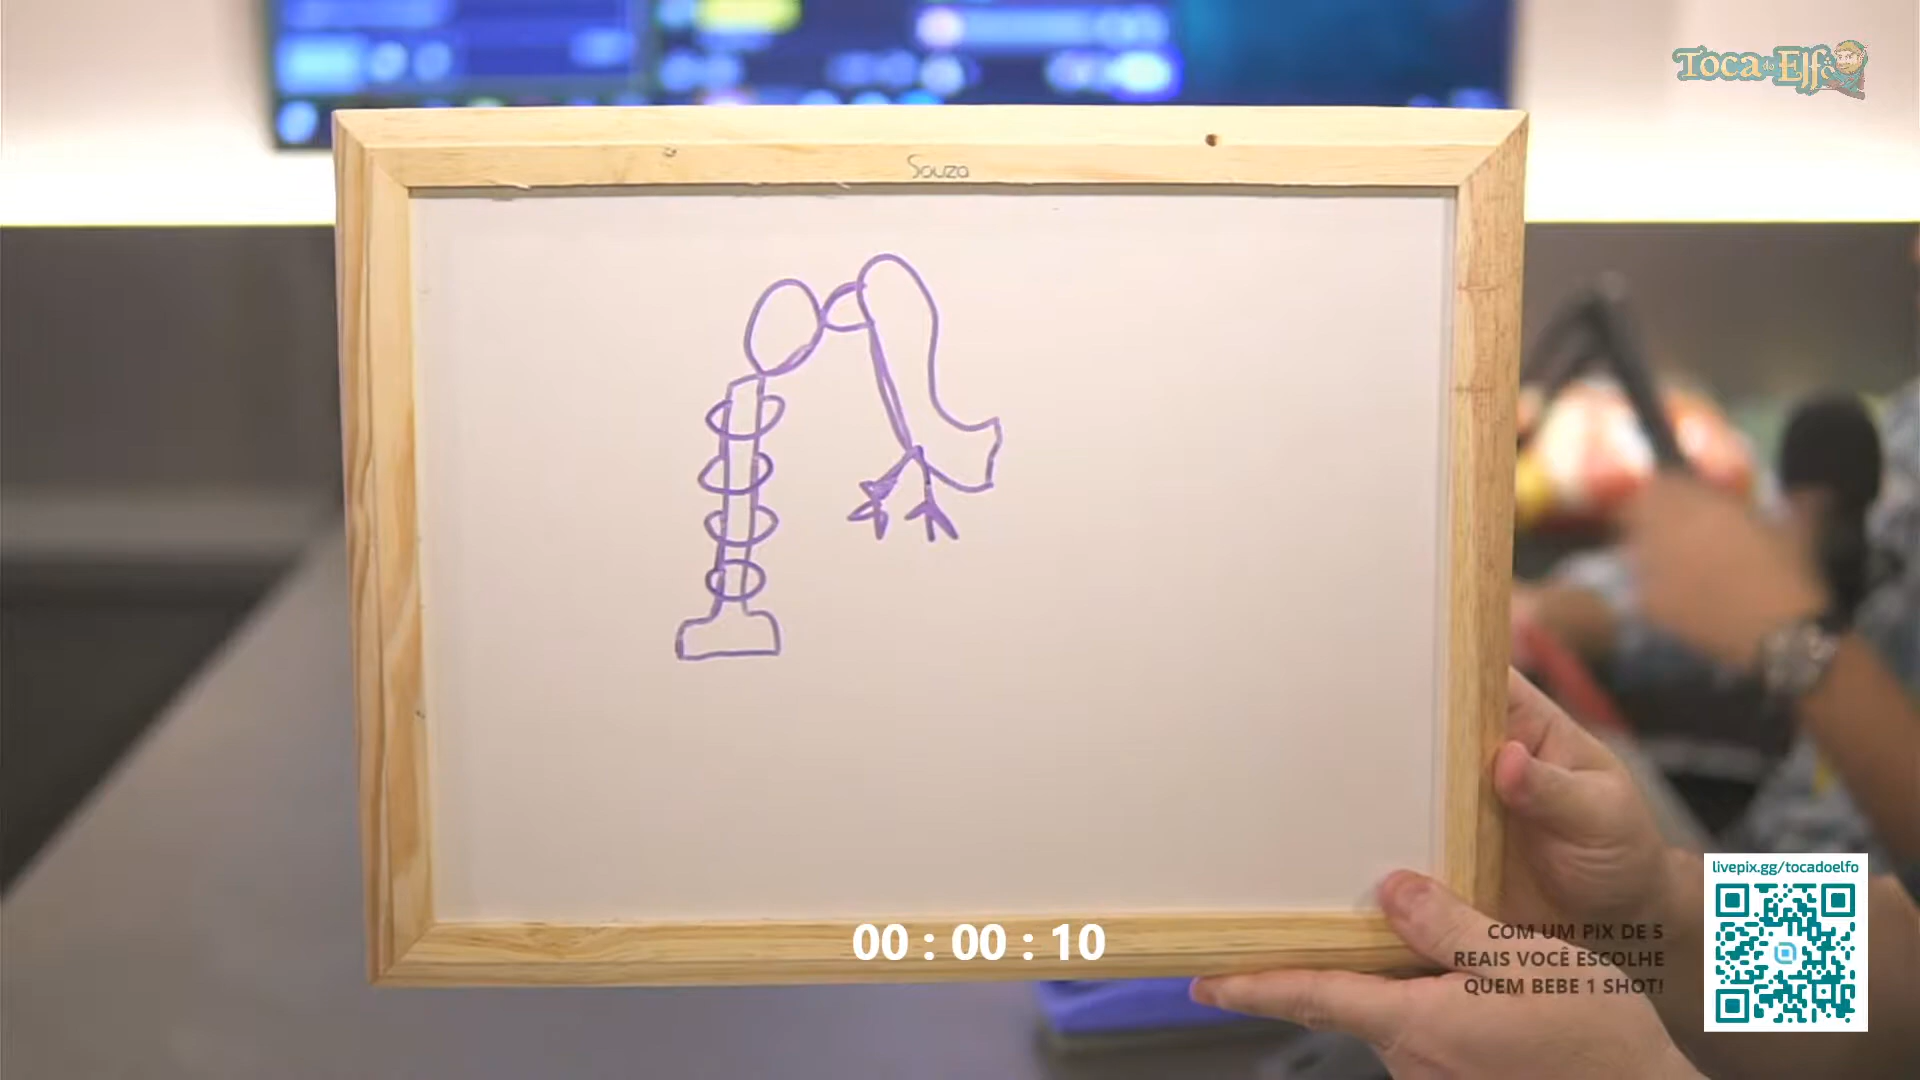 Toca do Elfo
Souza
00 : 00 : 10
livepix.gg/tocadoelfo
COM UM PIX DE 5
REAIS VOCÊ ESCOLHE
QUEM BEBE 1 SHOT!